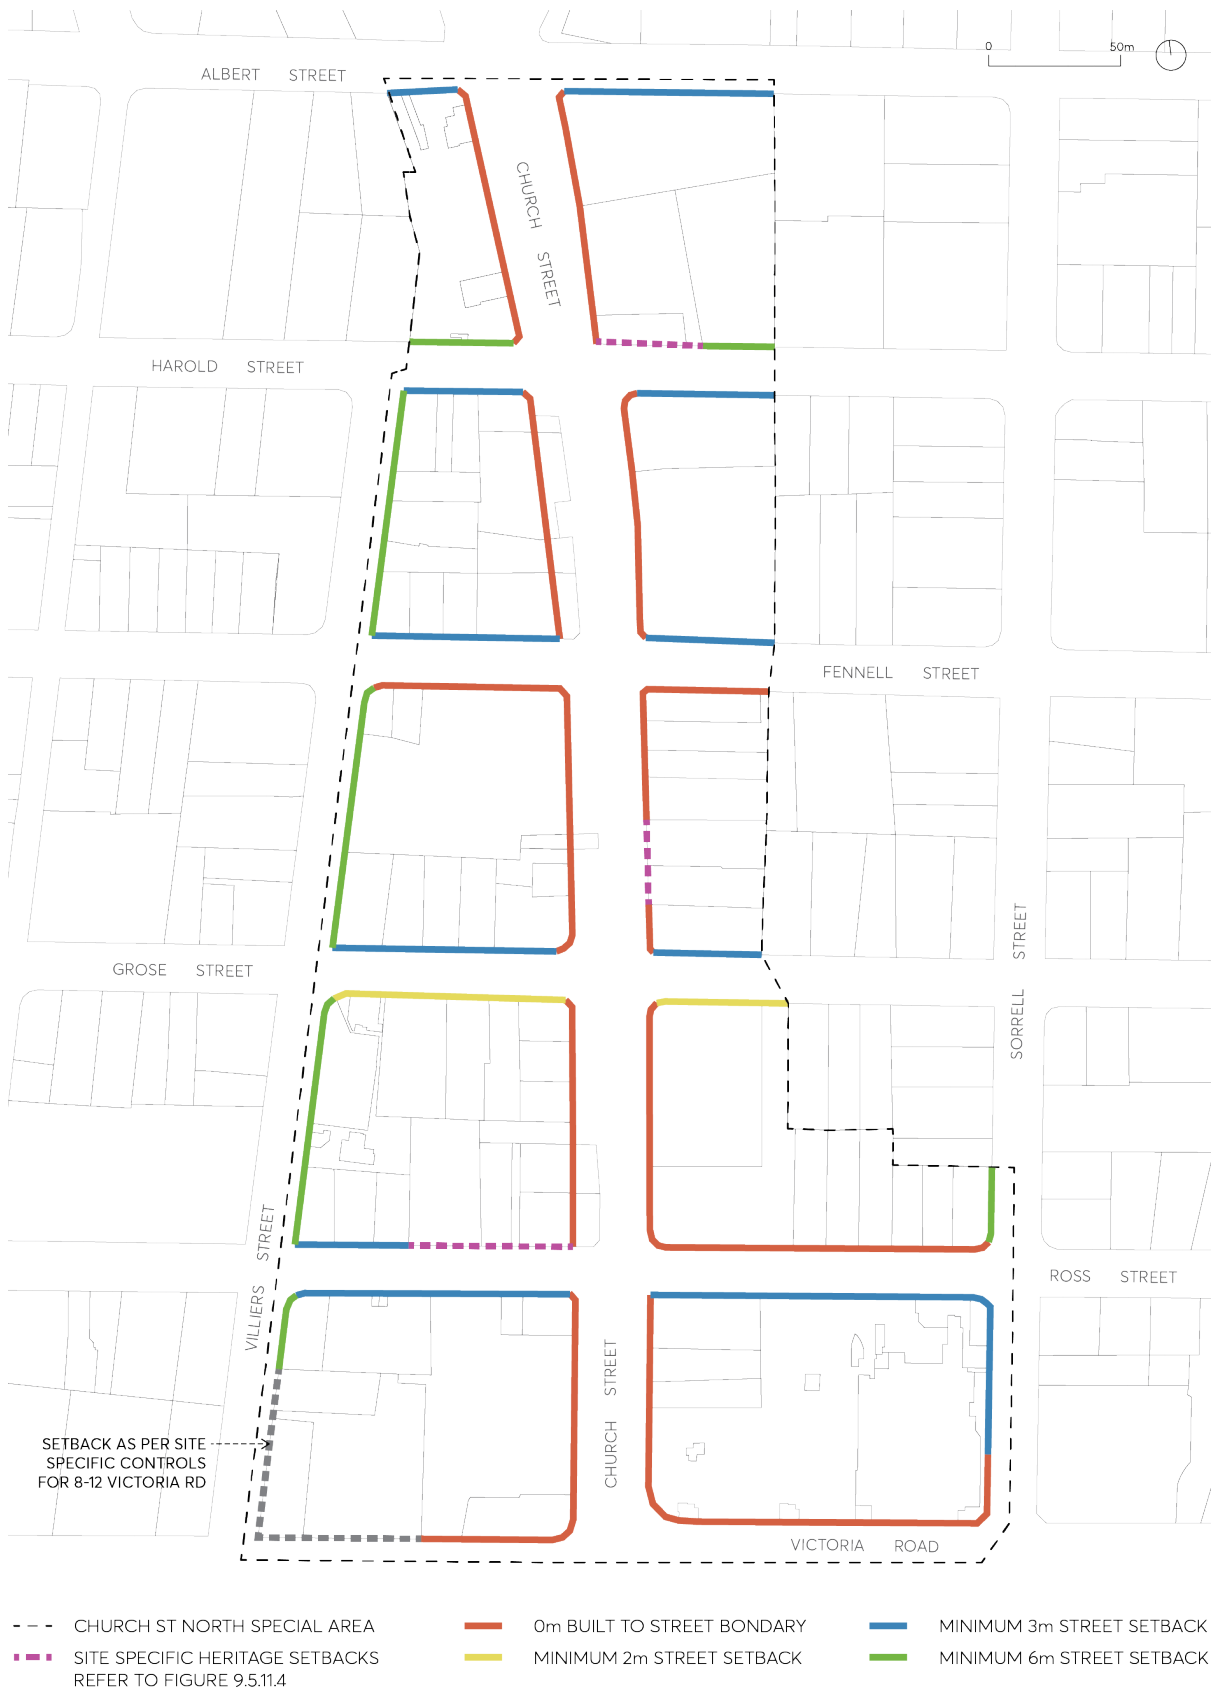 0 50m
ALBERT STREET
CHURCH STREET
HAROLD STREET
FENNELL STREET
SORRELL STREET
GROSE STREET
VILLIERS STREET
ROSS STREET
CHURCH STREET
SETBACK AS PER SITE
SPECIFIC CONTROLS
FOR 8-12 VICTORIA RD
VICTORIA ROAD
CHURCH ST NORTH SPECIAL AREA
SITE SPECIFIC HERITAGE SETBACKS
REFER TO FIGURE 9.5.11.4
0m BUILT TO STREET BONDARY
MINIMUM 2m STREET SETBACK
MINIMUM 3m STREET SETBACK
MINIMUM 6m STREET SETBACK